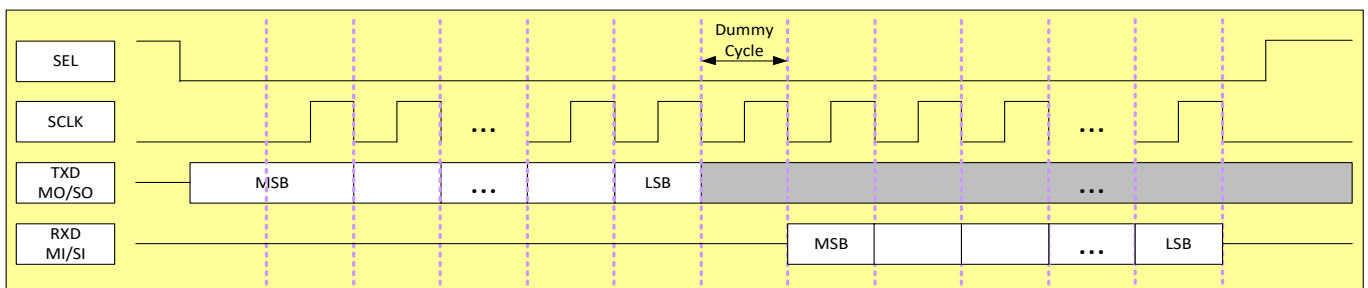 Dummy
Cycle
SEL
SCLK
... ...
TXD
MO/SO
MSB ... LSB ...
RXD
MI/SI
MSB ... LSB